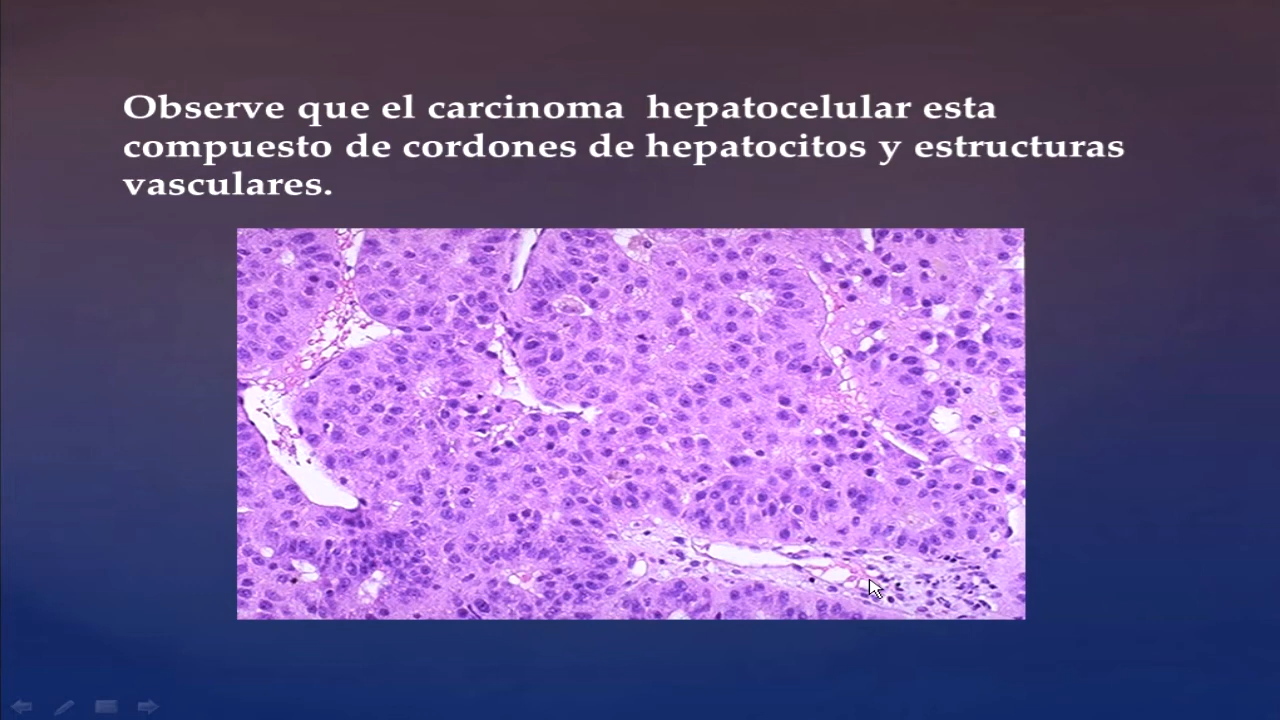 Observe que el carcinoma hepatocelular esta
compuesto de cordones de hepatocitos y estructuras
vasculares.